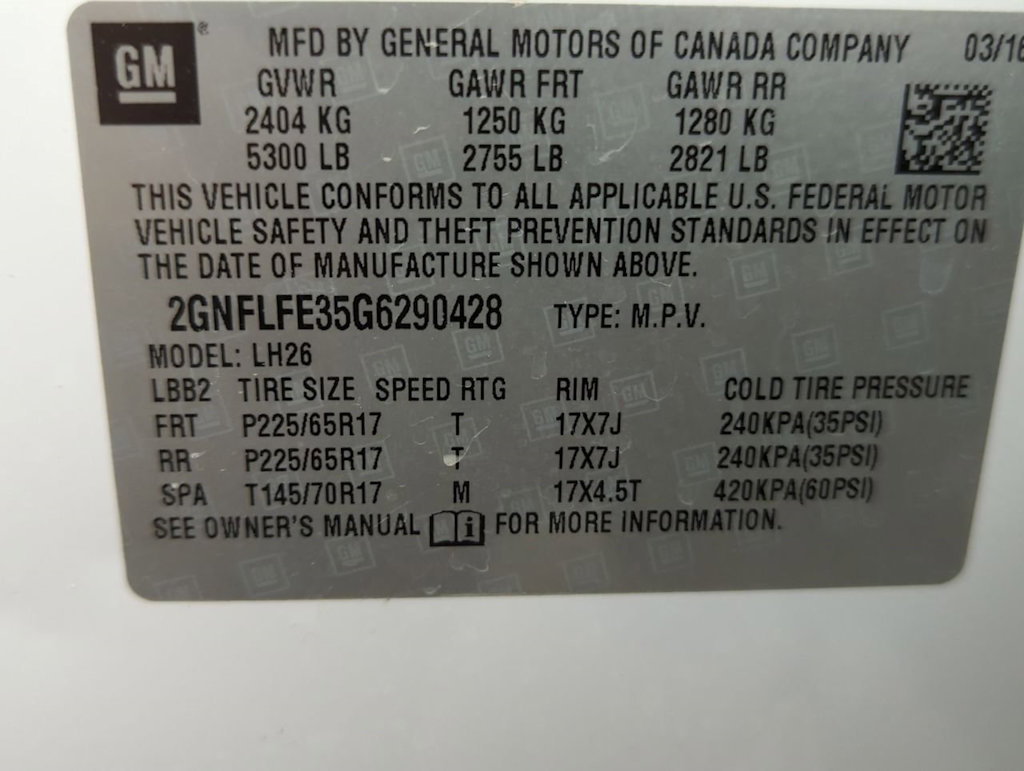 GM® MFD BY GENERAL MOTORS OF CANADA COMPANY 03/16
GVWR GAWR FRT GAWR RR
2404 KG 1250 KG 1280 KG
5300 LB 2755 LB 2821 LB
THIS VEHICLE CONFORMS TO ALL APPLICABLE U.S. FEDERAL MOTOR
VEHICLE SAFETY AND THEFT PREVENTION STANDARDS IN EFFECT ON
THE DATE OF MANUFACTURE SHOWN ABOVE.
2GNFLFE35G6290428 TYPE: M.P.V.
MODEL: LH26
LBB2 TIRE SIZE SPEED RTG RIM COLD TIRE PRESSURE
FRT P225/65R17 T 17X7J 240KPA(35PSI)
RR P225/65R17 T 17X7J 240KPA(35PSI)
SPA T145/70R17 M 17X4.5T 420KPA(60PSI)
SEE OWNER'S MANUAL i FOR MORE INFORMATION.